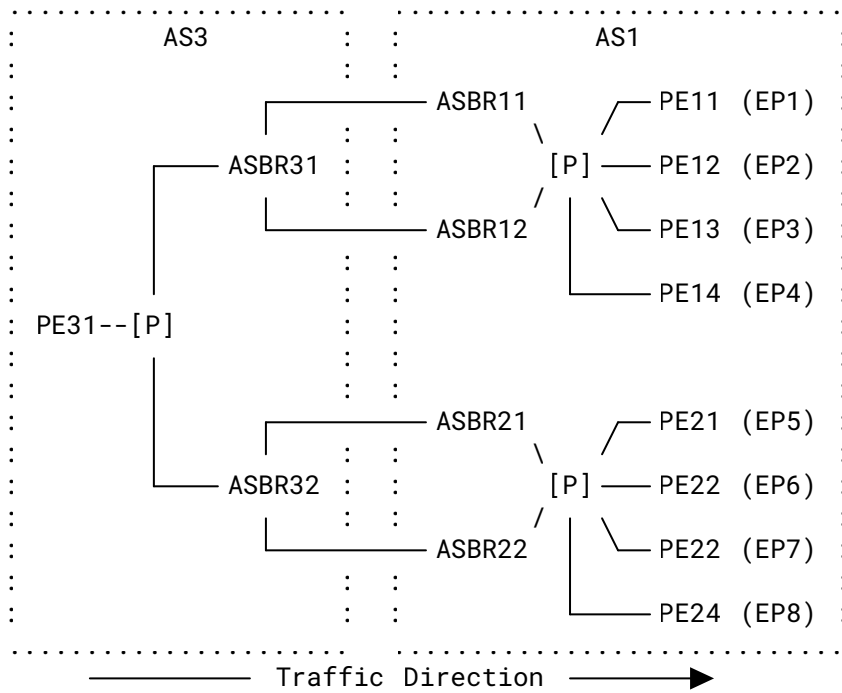 AS3 AS1
ASBR11 PE11 (EP1)
ASBR31 [P] PE12 (EP2)
ASBR12 PE13 (EP3)
PE14 (EP4)
PE31--[P]
ASBR21 PE21 (EP5)
ASBR32 [P] PE22 (EP6)
ASBR22 PE22 (EP7)
PE24 (EP8)
Traffic Direction